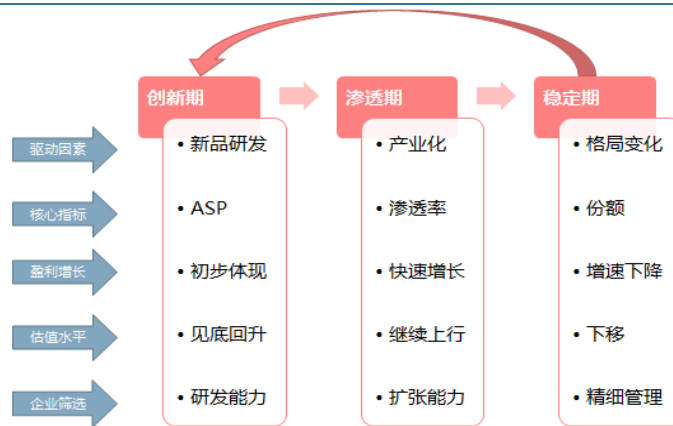 创新期 渗透期 稳定期
驱动因素 • 新品研发 • 产业化 • 格局变化
核心指标 • ASP • 渗透率 • 份额
盈利增长 • 初步体现 • 快速增长 • 增速下降
估值水平 • 见底回升 • 继续上行 • 下移
企业筛选 • 研发能力 • 扩张能力 • 精细管理